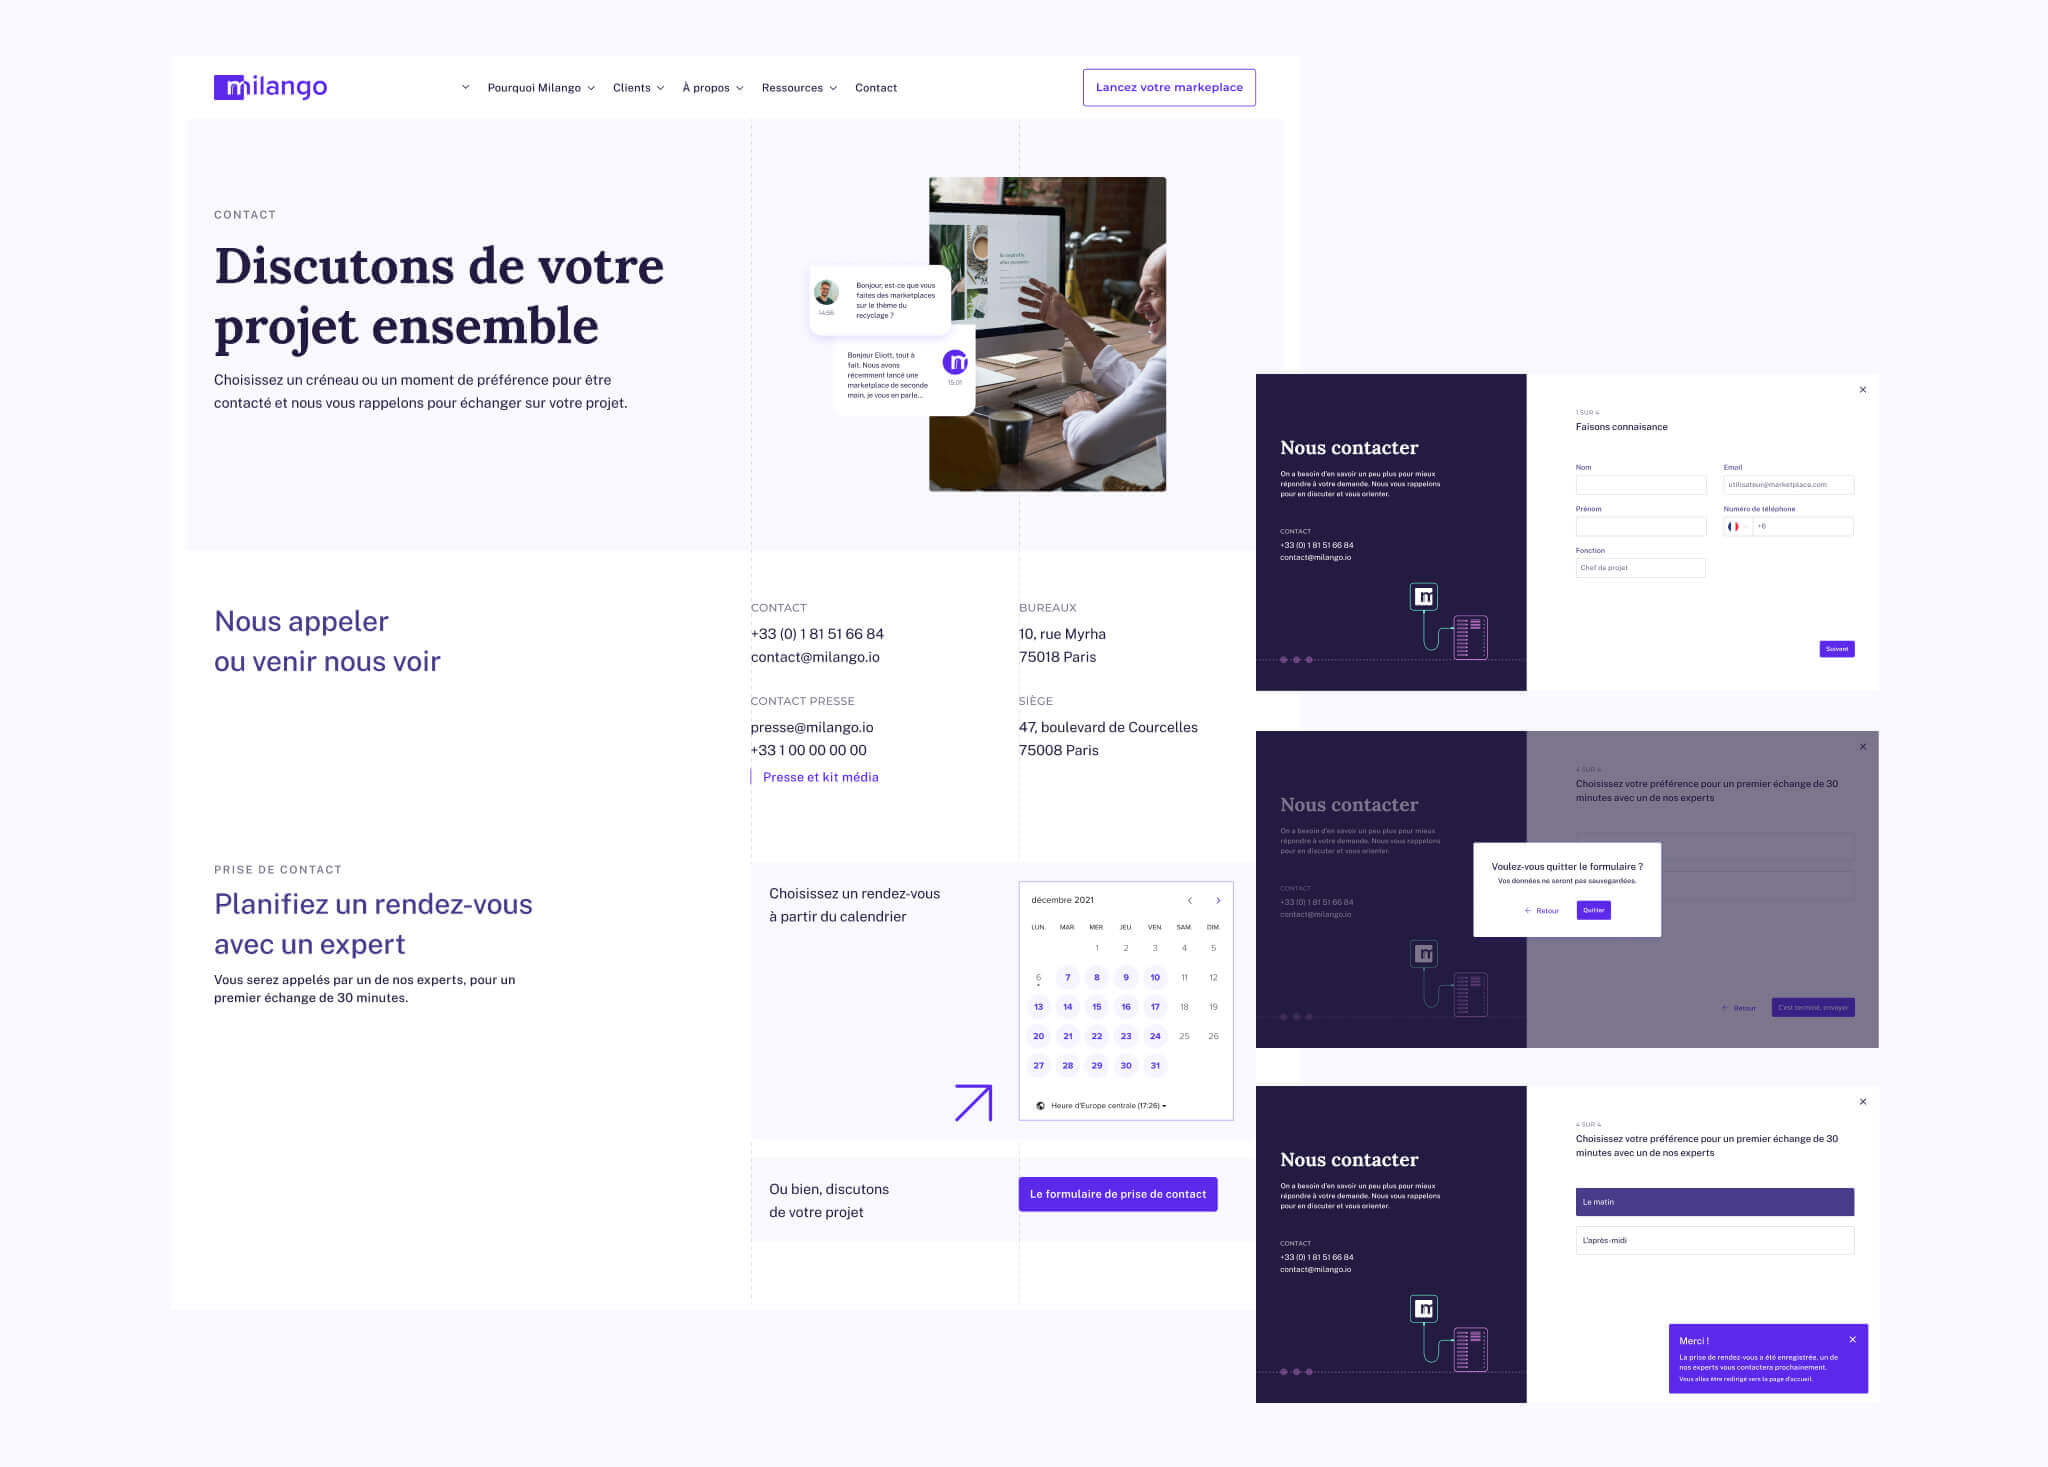 milango
Pourquoi Milango
Clients
À propos
Ressources
Contact
Lancez votre markeplace
CONTACT
Discutons de votre
projet ensemble
Choisissez un créneau ou un moment de préférence pour être
contacté et nous vous rappelons pour échanger sur votre projet.
Bonjour, est-ce que vous
faites des marketplaces
sur le thème du
recyclage ?
14:56
Bonjour Eliott, tout à
fait. Nous avons
récemment lancé une
marketplace de seconde
main, je vous en parle...
15:01
Nous appeler
ou venir nous voir
CONTACT
+33 (0) 1 81 51 66 84
contact@milango.io
BUREAUX
10, rue Myrha
75018 Paris
CONTACT PRESSE
presse@milango.io
+33 1 00 00 00 00
Presse et kit média
SIÈGE
47, boulevard de Courcelles
75008 Paris
PRISE DE CONTACT
Planifiez un rendez-vous
avec un expert
Vous serez appelés par un de nos experts, pour un
premier échange de 30 minutes.
Choisissez un rendez-vous
à partir du calendrier
décembre 2021
LUN. MAR. MER. JEU. VEN. SAM. DIM.
1 2 3 4 5
6 7 8 9 10 11 12
13 14 15 16 17 18 19
20 21 22 23 24 25 26
27 28 29 30 31
Heure d'Europe centrale (17:26)
Ou bien, discutons
de votre projet
Le formulaire de prise de contact
Nous contacter
On a besoin d'en savoir un peu plus pour mieux
répondre à votre demande. Nous vous rappelons
pour en discuter et vous orienter.
CONTACT
+33 (0) 1 81 51 66 84
contact@milango.io
1 SUR 4
Faisons connaisance
Nom
Email
utilisateur@marketplace.com
Prénom
Numéro de téléphone
+6
Fonction
Chef de projet
Suivant
Nous contacter
On a besoin d'en savoir un peu plus pour mieux
répondre à votre demande. Nous vous rappelons
pour en discuter et vous orienter.
CONTACT
+33 (0) 1 81 51 66 84
contact@milango.io
4 SUR 4
Choisissez votre préférence pour un premier échange de 30
minutes avec un de nos experts
Voulez-vous quitter le formulaire ?
Vos données ne seront pas sauvegardées.
Retour
Quitter
Retour
C'est terminé, envoyer
Nous contacter
On a besoin d'en savoir un peu plus pour mieux
répondre à votre demande. Nous vous rappelons
pour en discuter et vous orienter.
CONTACT
+33 (0) 1 81 51 66 84
contact@milango.io
4 SUR 4
Choisissez votre préférence pour un premier échange de 30
minutes avec un de nos experts
Le matin
L'après-midi
Merci !
La prise de rendez-vous a été enregistrée, un de
nos experts vous contactera prochainement.
Vous allez être redirigé vers la page d'accueil.